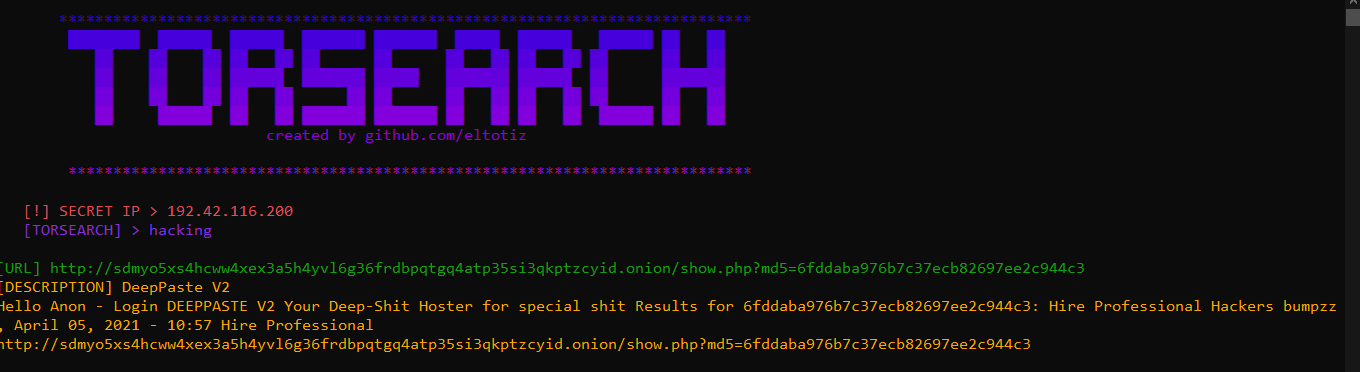 ***************************************************************************
TORSEARCH
created by github.com/eltotiz
***************************************************************************
[!] SECRET IP > 192.42.116.200
[TORSEARCH] > hacking
[URL] http://sdmyo5xs4hcww4xex3a5h4yvl6g36frdbpqtgq4atp35si3qkptzcyid.onion/show.php?md5=6fddaba976b7c37ecb82697ee2c944c3
[DESCRIPTION] DeepPaste V2
Hello Anon - Login DEEPPASTE V2 Your Deep-Shit Hoster for special shit Results for 6fddaba976b7c37ecb82697ee2c944c3: Hire Professional Hackers bumpzz
, April 05, 2021 - 10:57 Hire Professional
http://sdmyo5xs4hcww4xex3a5h4yvl6g36frdbpqtgq4atp35si3qkptzcyid.onion/show.php?md5=6fddaba976b7c37ecb82697ee2c944c3